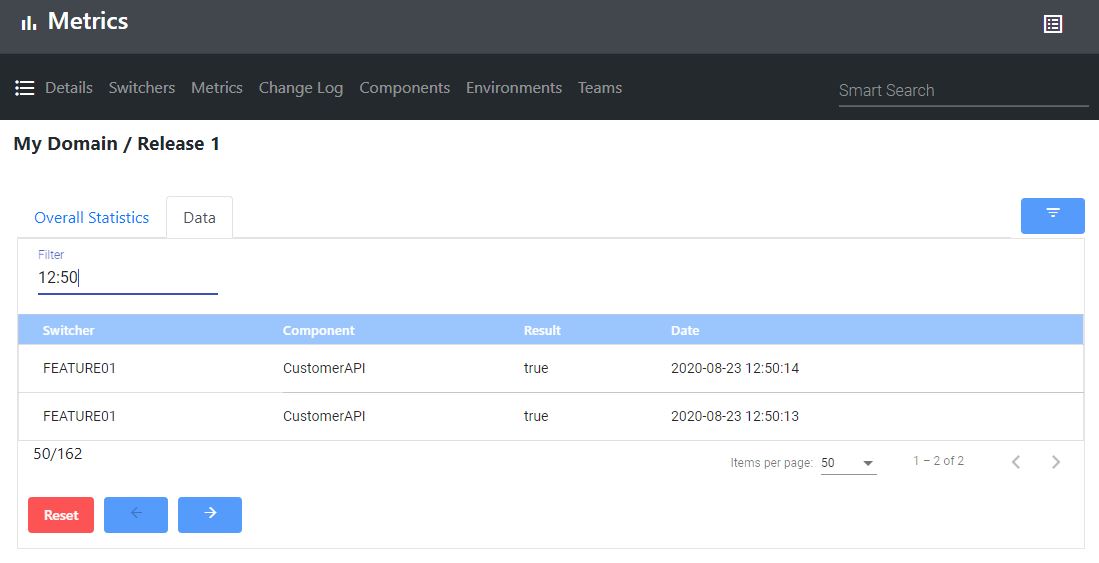 Metrics
Details Switchers Metrics Change Log Components Environments Teams Smart Search
My Domain / Release 1
Overall Statistics Data
Filter
12:50
Switcher Component Result Date
FEATURE01 CustomerAPI true 2020-08-23 12:50:14
FEATURE01 CustomerAPI true 2020-08-23 12:50:13
50/162
Items per page: 50 1 – 2 of 2
Reset